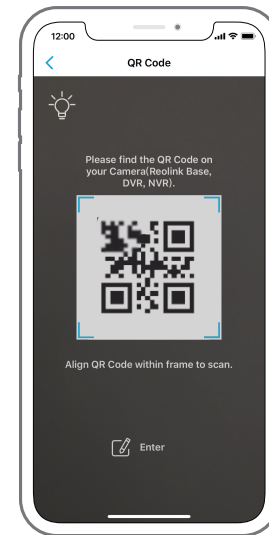 12:00
QR Code
Please find the QR Code on
your Camera(Reolink Base,
DVR, NVR).
Align QR Code within frame to scan.
Enter